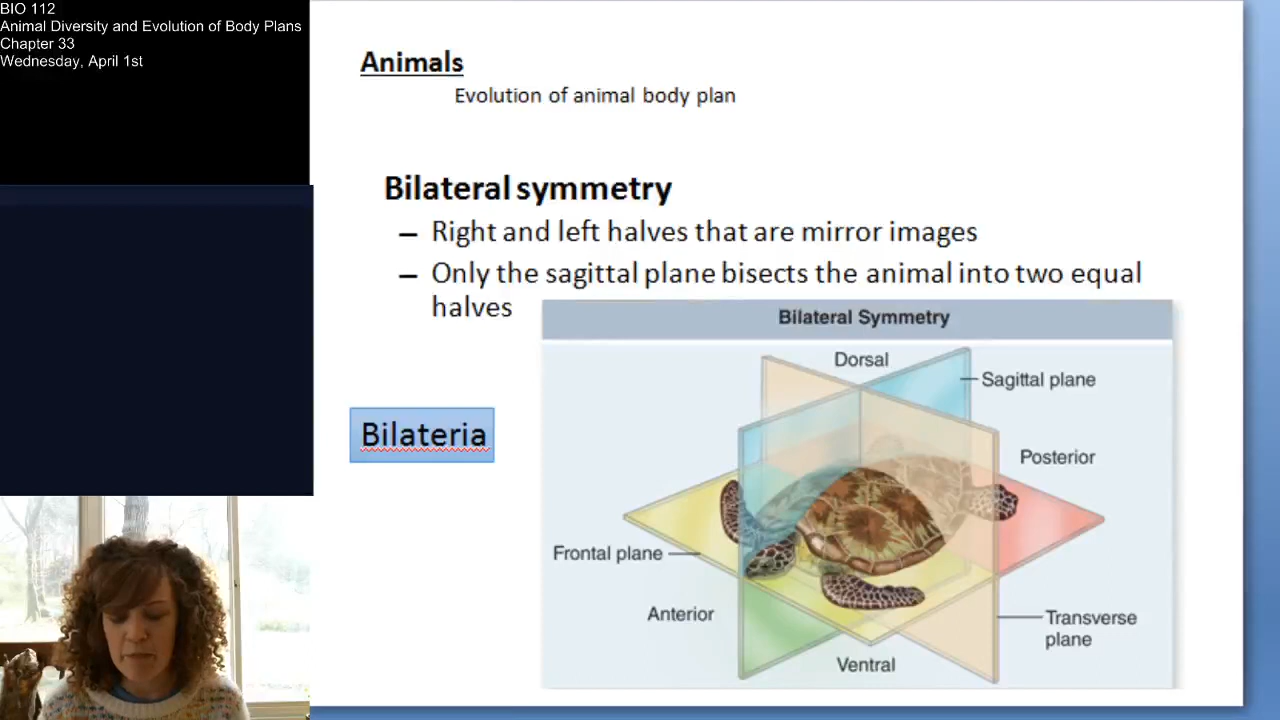 BIO 112
Animal Diversity and Evolution of Body Plans
Chapter 33
Wednesday, April 1st
Animals
Evolution of animal body plan
Bilateral symmetry
– Right and left halves that are mirror images
– Only the sagittal plane bisects the animal into two equal
halves
Bilateral Symmetry
Dorsal
Sagittal plane
Bilateria
Posterior
Frontal plane
Anterior
Transverse
plane
Ventral